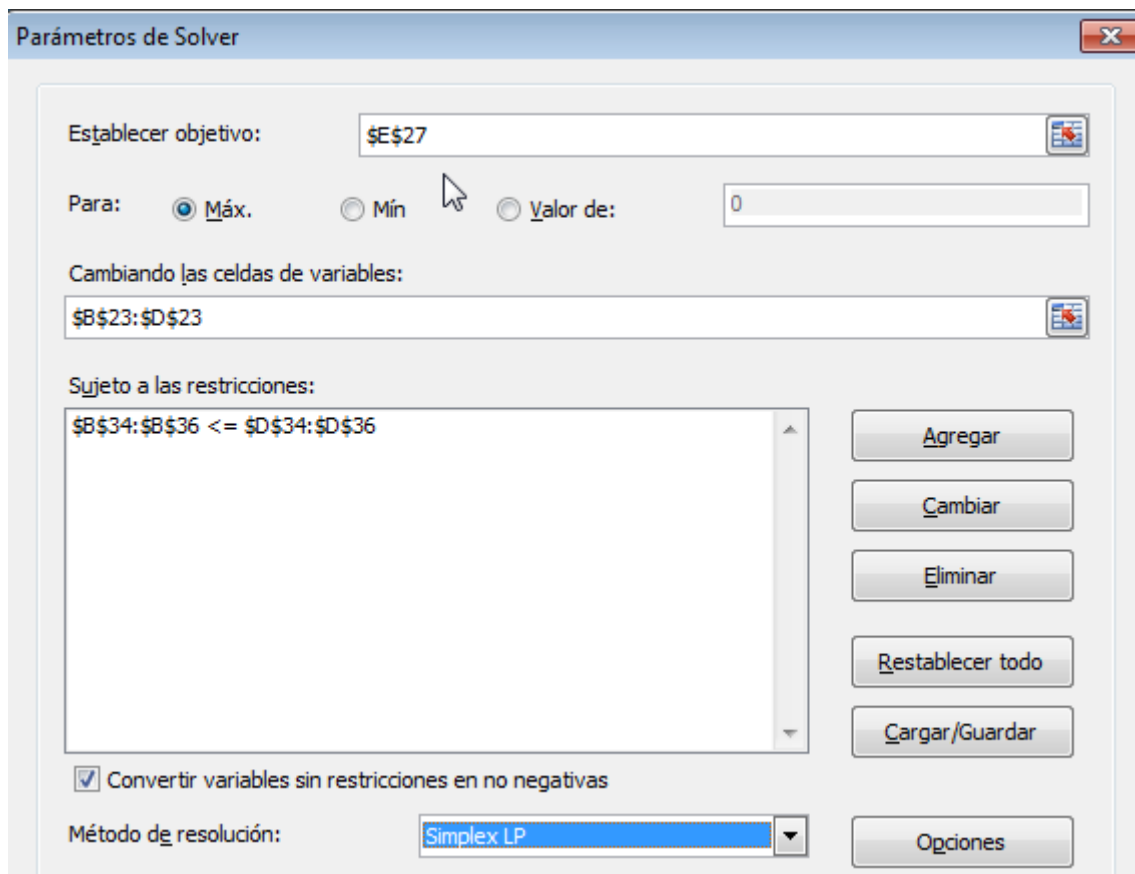 Parámetros de Solver
Establecer objetivo: $E$27
Para: Máx. Mín Valor de: 0
Cambiando las celdas de variables:
$B$23:$D$23
Sujeto a las restricciones:
$B$34:$B$36 <= $D$34:$D$36
Agregar
Cambiar
Eliminar
Restablecer todo
Cargar/Guardar
Convertir variables sin restricciones en no negativas
Método de resolución: Simplex LP Opciones